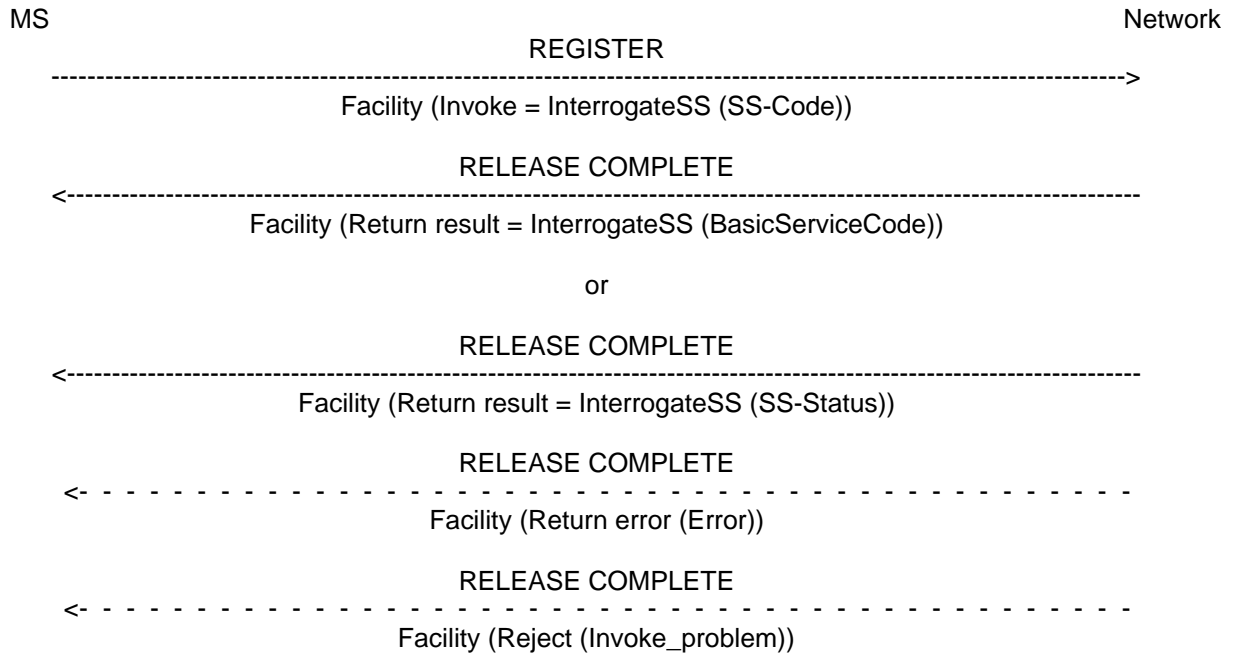 MS Network
REGISTER
Facility (Invoke = InterrogateSS (SS-Code))
RELEASE COMPLETE
Facility (Return result = InterrogateSS (BasicServiceCode))
or
RELEASE COMPLETE
Facility (Return result = InterrogateSS (SS-Status))
RELEASE COMPLETE
Facility (Return error (Error))
RELEASE COMPLETE
Facility (Reject (Invoke_problem))